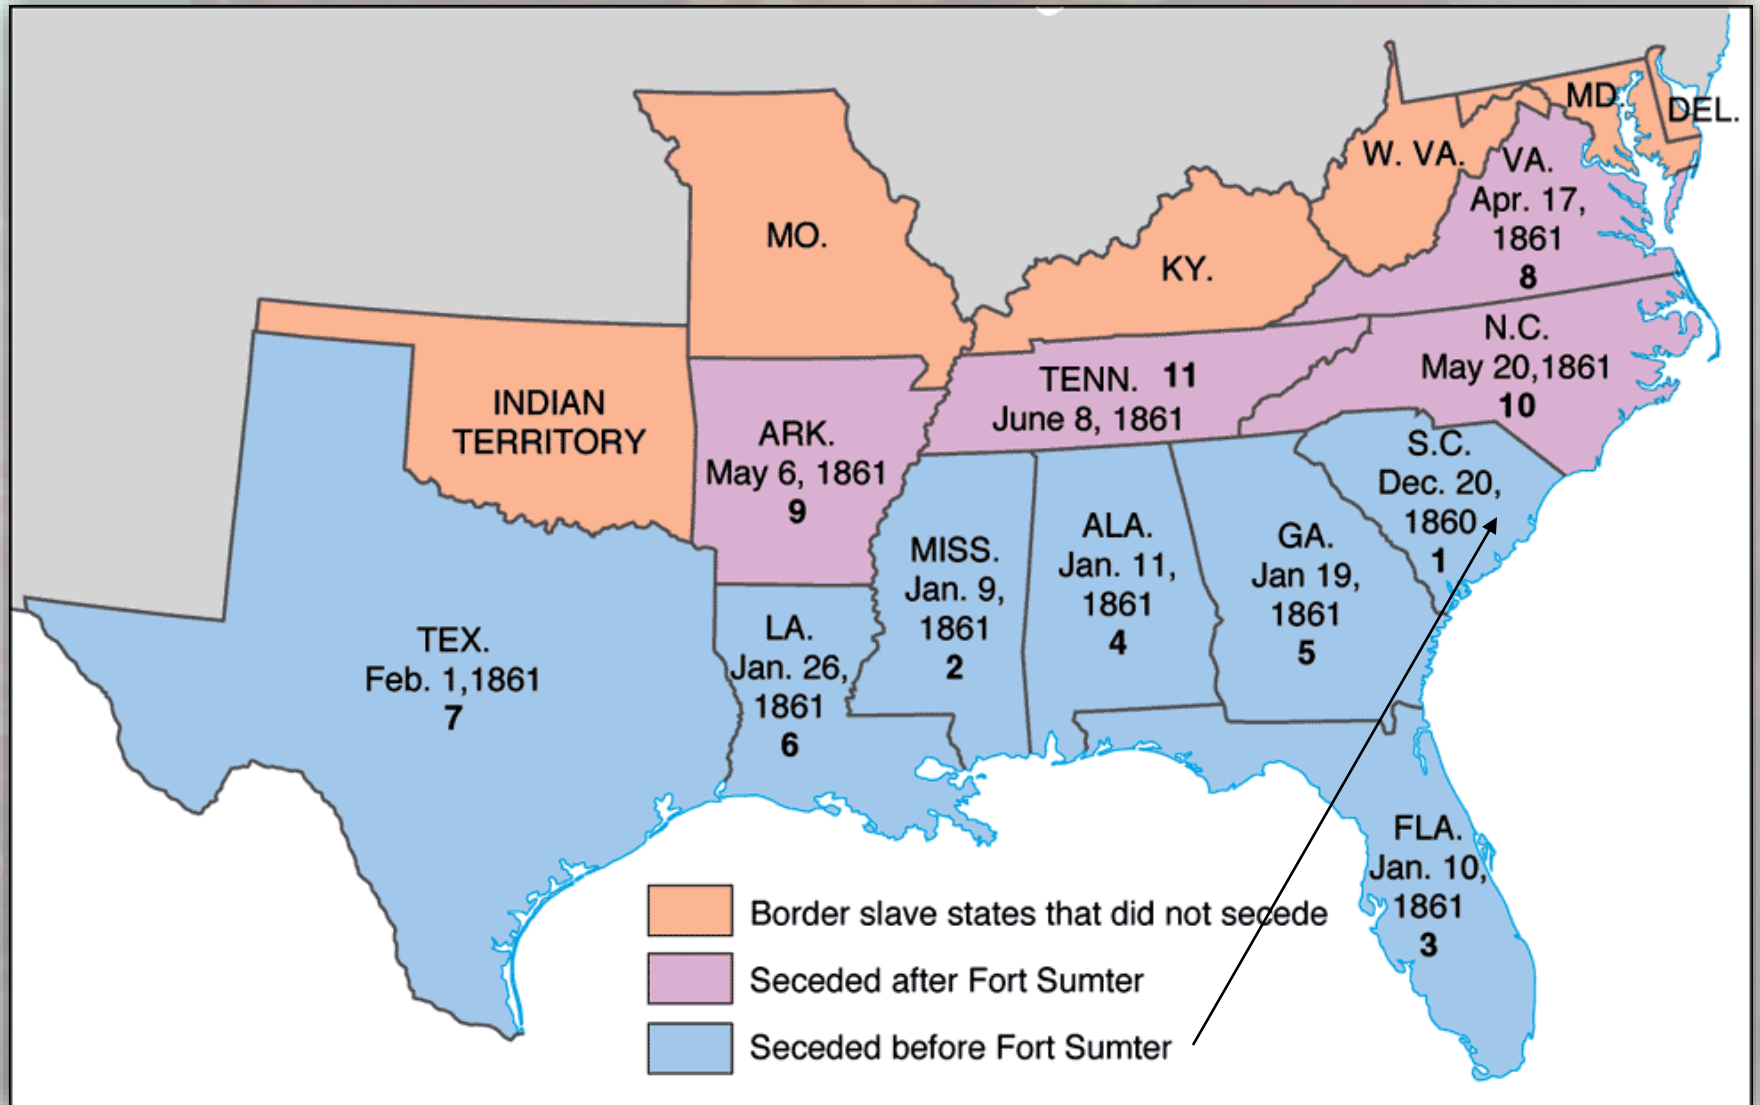 MO.
KY.
W. VA.
MD.
DEL.
VA.
Apr. 17,
1861
8
N.C.
May 20,1861
10
TENN. 11
June 8, 1861
INDIAN
TERRITORY
ARK.
May 6, 1861
9
S.C.
Dec. 20,
1860
1
MISS.
Jan. 9,
1861
2
ALA.
Jan. 11,
1861
4
GA.
Jan 19,
1861
5
TEX.
Feb. 1,1861
7
LA.
Jan. 26,
1861
6
FLA.
Jan. 10,
1861
3
Border slave states that did not secede
Seceded after Fort Sumter
Seceded before Fort Sumter